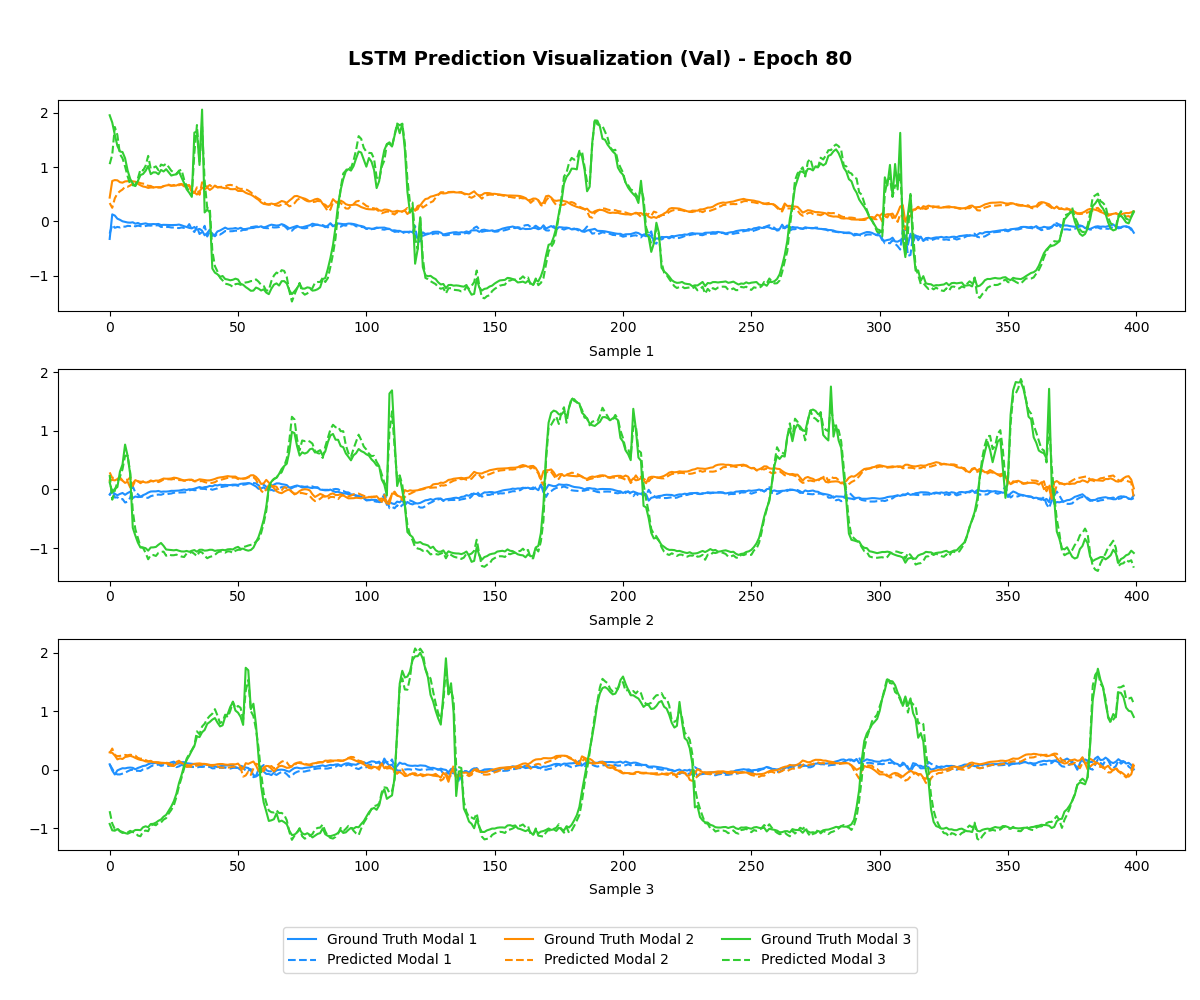 LSTM Prediction Visualization (Val) - Epoch 80
2
1
0
−1
0 50 100 150 200 250 300 350 400
Sample 1
2
1
0
−1
0 50 100 150 200 250 300 350 400
Sample 2
2
1
0
−1
0 50 100 150 200 250 300 350 400
Sample 3
Ground Truth Modal 1 Ground Truth Modal 2 Ground Truth Modal 3
Predicted Modal 1 Predicted Modal 2 Predicted Modal 3